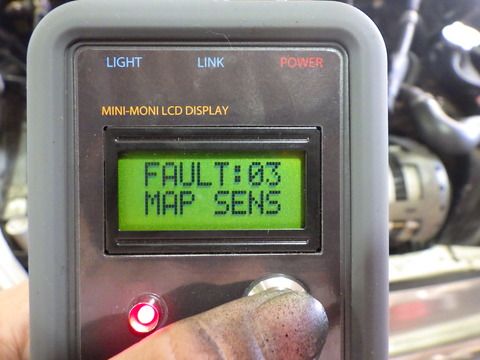 LIGHT LINK POWER
MINI-MONI LCD DISPLAY
FAULT:03
MAP SENS